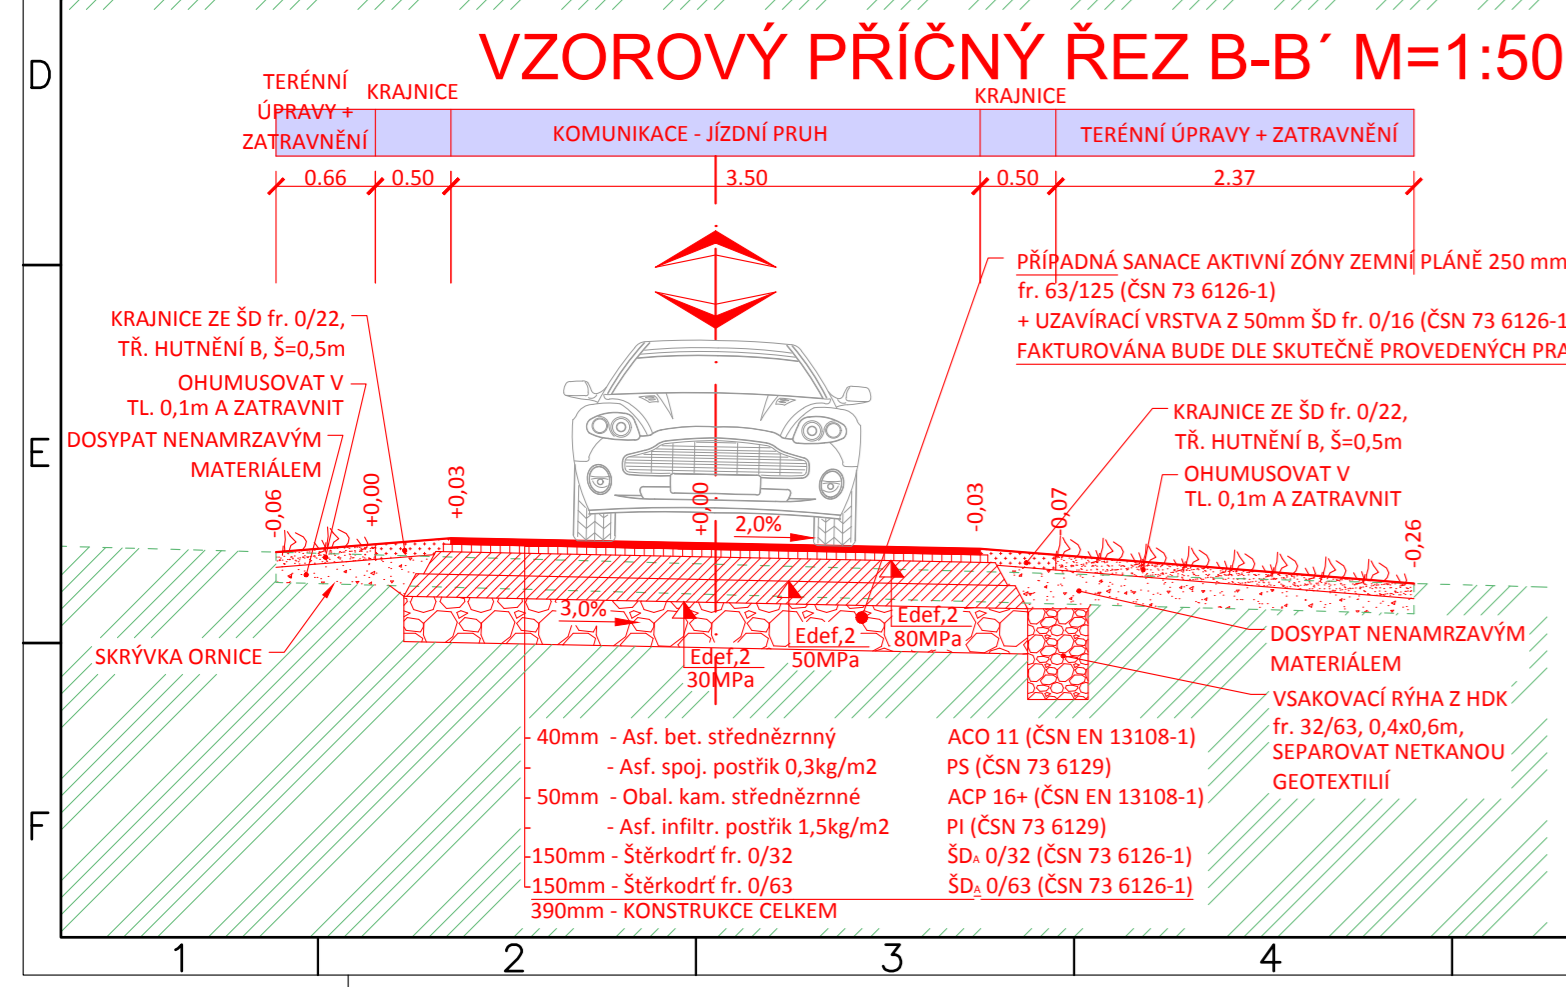 VZOROVÝ PŘÍČNÝ ŘEZ B-B´ M=1:50
D
TERÉNNÍ
ÚPRAVY +
ZATRAVNĚNÍ
KRAJNICE
KOMUNIKACE - JÍZDNÍ PRUH
KRAJNICE
TERÉNNÍ ÚPRAVY + ZATRAVNĚNÍ
0.66
0.50
3.50
0.50
2.37
PŘÍPADNÁ SANACE AKTIVNÍ ZÓNY ZEMNÍ PLÁNĚ 250 mm
fr. 63/125 (ČSN 73 6126-1)
+ UZAVÍRACÍ VRSTVA Z 50mm ŠD fr. 0/16 (ČSN 73 6126-1
FAKTUROVÁNA BUDE DLE SKUTEČNĚ PROVEDENÝCH PRA
KRAJNICE ZE ŠD fr. 0/22,
TŘ. HUTNĚNÍ B, Š=0,5m
OHUMUSOVAT V
TL. 0,1m A ZATRAVNIT
DOSYPAT NENAMRZAVÝM
MATERIÁLEM
E
KRAJNICE ZE ŠD fr. 0/22,
TŘ. HUTNĚNÍ B, Š=0,5m
OHUMUSOVAT V
TL. 0,1m A ZATRAVNIT
-0,06
+0,00
+0,03
+0,00
2,0%
-0,03
-0,07
-0,26
3,0%
Edef,2
30MPa
Edef,2
50MPa
Edef,2
80MPa
SKRÝVKA ORNICE
DOSYPAT NENAMRZAVÝM
MATERIÁLEM
VSAKOVACÍ RÝHA Z HDK
fr. 32/63, 0,4x0,6m,
SEPAROVAT NETKANOU
GEOTEXTILIÍ
40mm - Asf. bet. střednězrnný ACO 11 (ČSN EN 13108-1)
- Asf. spoj. postřik 0,3kg/m2 PS (ČSN 73 6129)
50mm - Obal. kam. střednězrnné ACP 16+ (ČSN EN 13108-1)
- Asf. infiltr. postřik 1,5kg/m2 PI (ČSN 73 6129)
150mm - Štěrkodrť fr. 0/32 ŠDA 0/32 (ČSN 73 6126-1)
150mm - Štěrkodrť fr. 0/63 ŠDA 0/63 (ČSN 73 6126-1)
390mm - KONSTRUKCE CELKEM
F
1
2
3
4